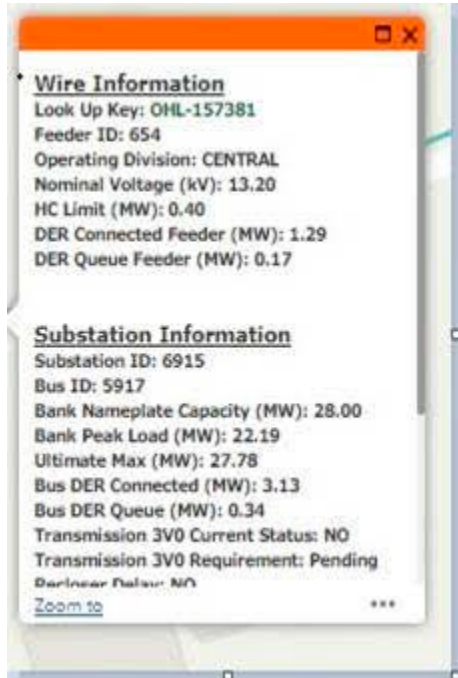 Wire Information
Look Up Key: OHL-157381
Feeder ID: 654
Operating Division: CENTRAL
Nominal Voltage (kV): 13.20
HC Limit (MW): 0.40
DER Connected Feeder (MW): 1.29
DER Queue Feeder (MW): 0.17
Substation Information
Substation ID: 6915
Bus ID: 5917
Bank Nameplate Capacity (MW): 28.00
Bank Peak Load (MW): 22.19
Ultimate Max (MW): 27.78
Bus DER Connected (MW): 3.13
Bus DER Queue (MW): 0.34
Transmission 3V0 Current Status: NO
Transmission 3V0 Requirement: Pending
Recloser Delay: NO
Zoom to